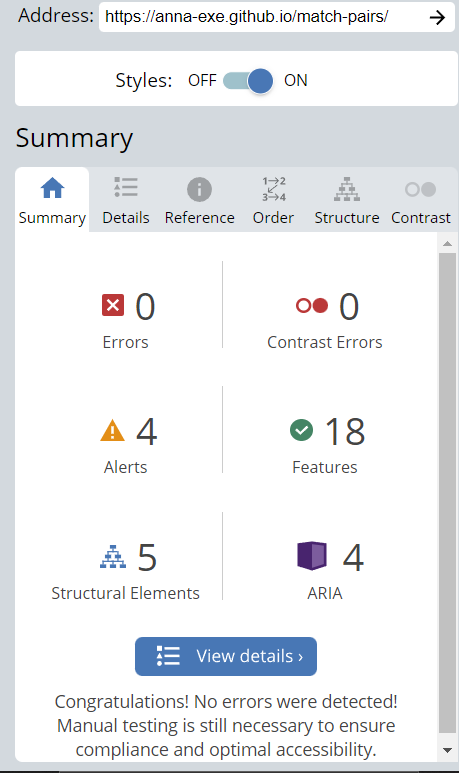 Address: https://anna-exe.github.io/match-pairs/
Styles: OFF ON
Summary
Summary Details Reference Order Structure Contrast
1 2
3 4
0 0
Errors Contrast Errors
4 18
Alerts Features
5 4
Structural Elements ARIA
View details ›
Congratulations! No errors were detected!
Manual testing is still necessary to ensure
compliance and optimal accessibility.